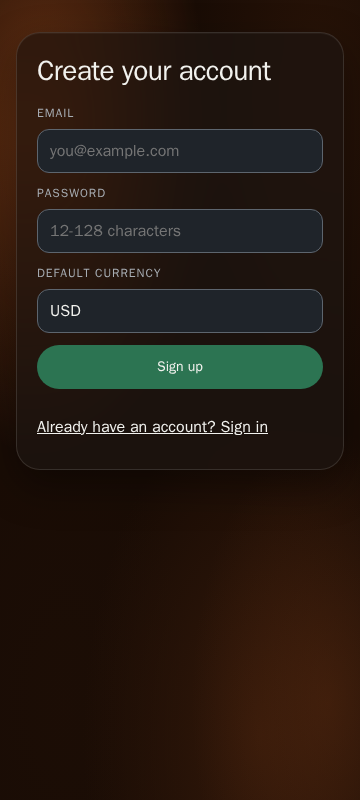 Create your account
EMAIL
you@example.com
PASSWORD
12-128 characters
DEFAULT CURRENCY
USD
Sign up
Already have an account? Sign in